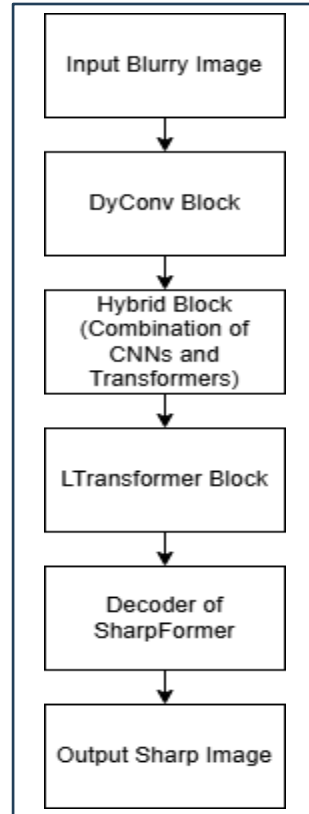 Input Blurry Image
DyConv Block
Hybrid Block
(Combination of
CNNs and
Transformers)
LTransformer Block
Decoder of
SharpFormer
Output Sharp Image